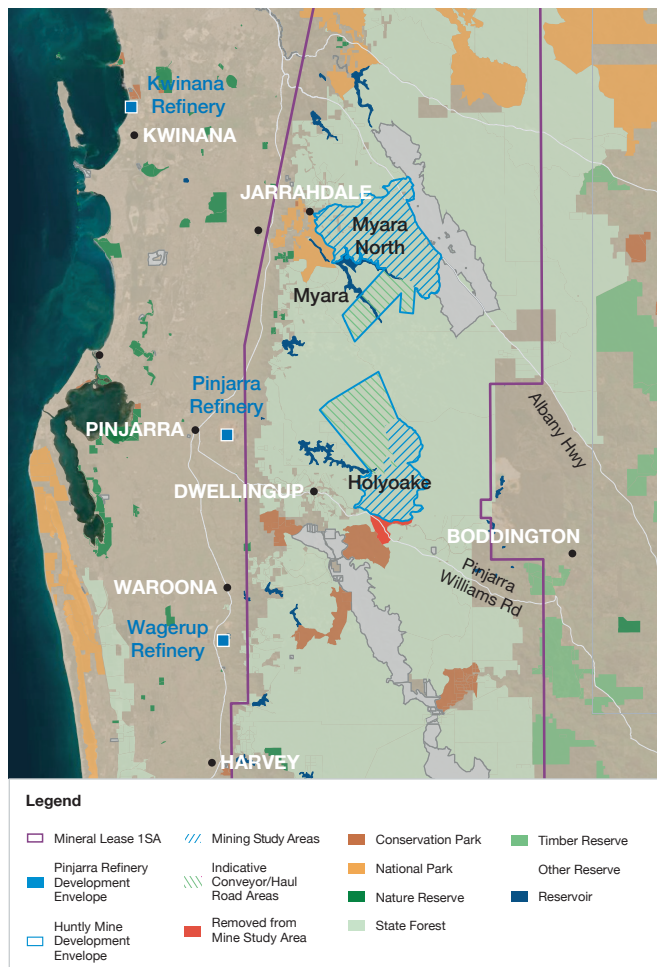 Kwinana
Refinery
KWINANA
JARRAHDALE
Myara
North
Myara
Pinjarra
Refinery
PINJARRA
Albany Hwy
DWELLINGUP
Holyoake
BODDINGTON
Pinjarra
Williams Rd
WAROONA
Wagerup
Refinery
HARVEY
Legend
Mineral Lease 1SA
Pinjarra Refinery
Development
Envelope
Huntly Mine
Development
Envelope
Mining Study Areas
Indicative
Conveyor/Haul
Road Areas
Removed from
Mine Study Area
Conservation Park
National Park
Nature Reserve
State Forest
Timber Reserve
Other Reserve
Reservoir